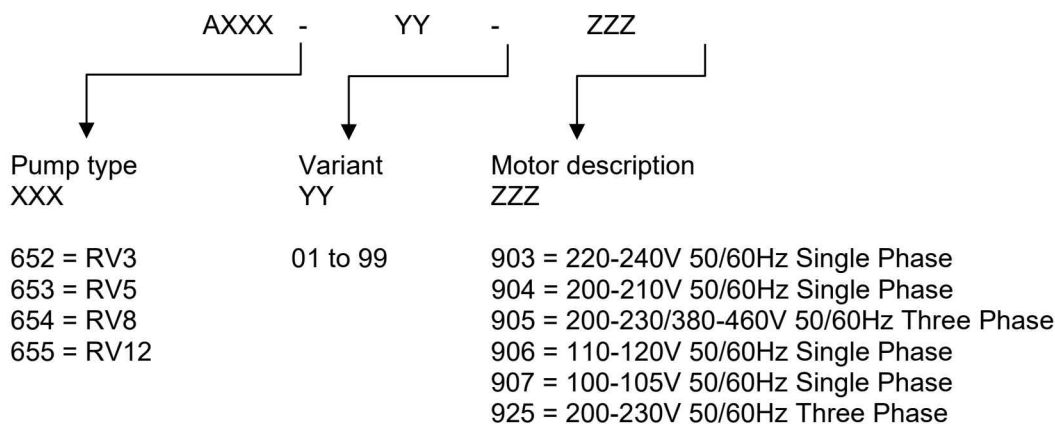 AXXX - YY - ZZZ
Pump type Variant Motor description
XXX YY ZZZ
652 = RV3 01 to 99 903 = 220-240V 50/60Hz Single Phase
653 = RV5 904 = 200-210V 50/60Hz Single Phase
654 = RV8 905 = 200-230/380-460V 50/60Hz Three Phase
655 = RV12 906 = 110-120V 50/60Hz Single Phase
907 = 100-105V 50/60Hz Single Phase
925 = 200-230V 50/60Hz Three Phase